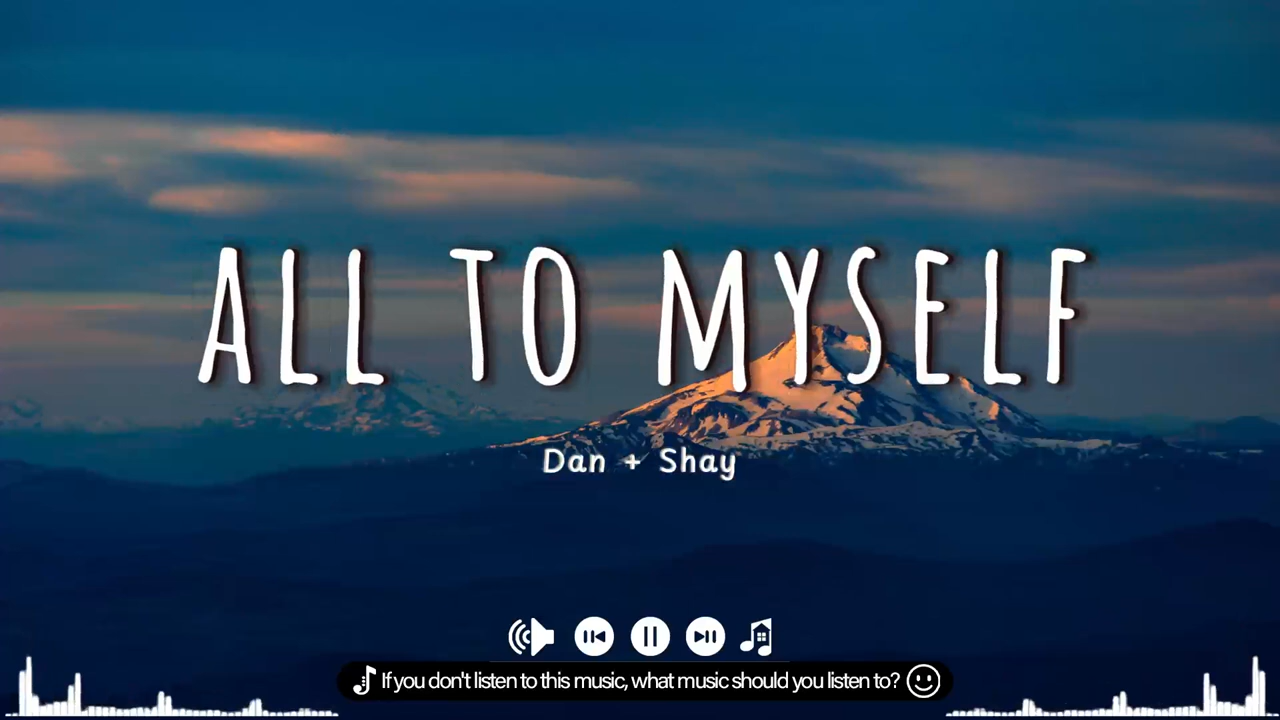 ALL TO MYSELF
Dan + Shay
If you don't listen to this music, what music should you listen to?